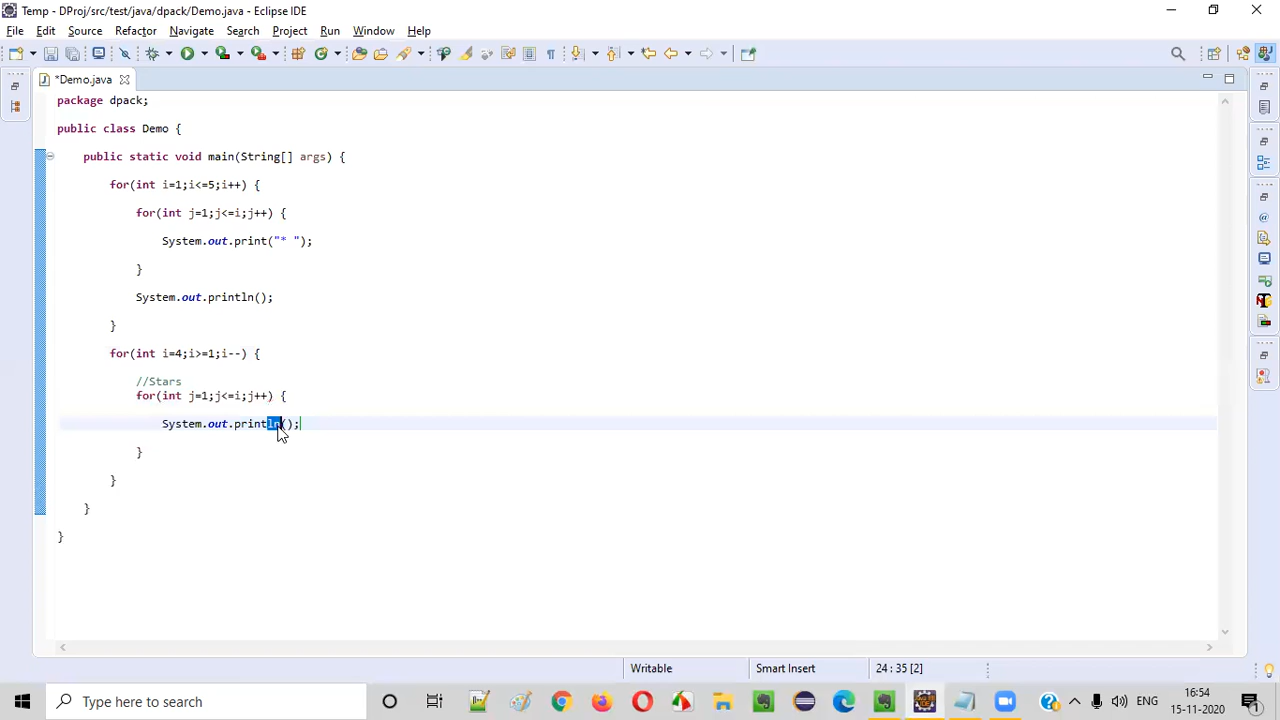 Temp - DProj/src/test/java/dpack/Demo.java - Eclipse IDE
File Edit Source Refactor Navigate Search Project Run Window Help
*Demo.java
package dpack;
public class Demo {
public static void main(String[] args) {
for(int i=1;i<=5;i++) {
for(int j=1;j<=i;j++) {
System.out.print("* ");
}
System.out.println();
}
for(int i=4;i>=1;i--) {
//Stars
for(int j=1;j<=i;j++) {
System.out.println();
}
}
}
}
Writable Smart Insert 24 : 35 [2]
Type here to search
ENG
16:54
15-11-2020